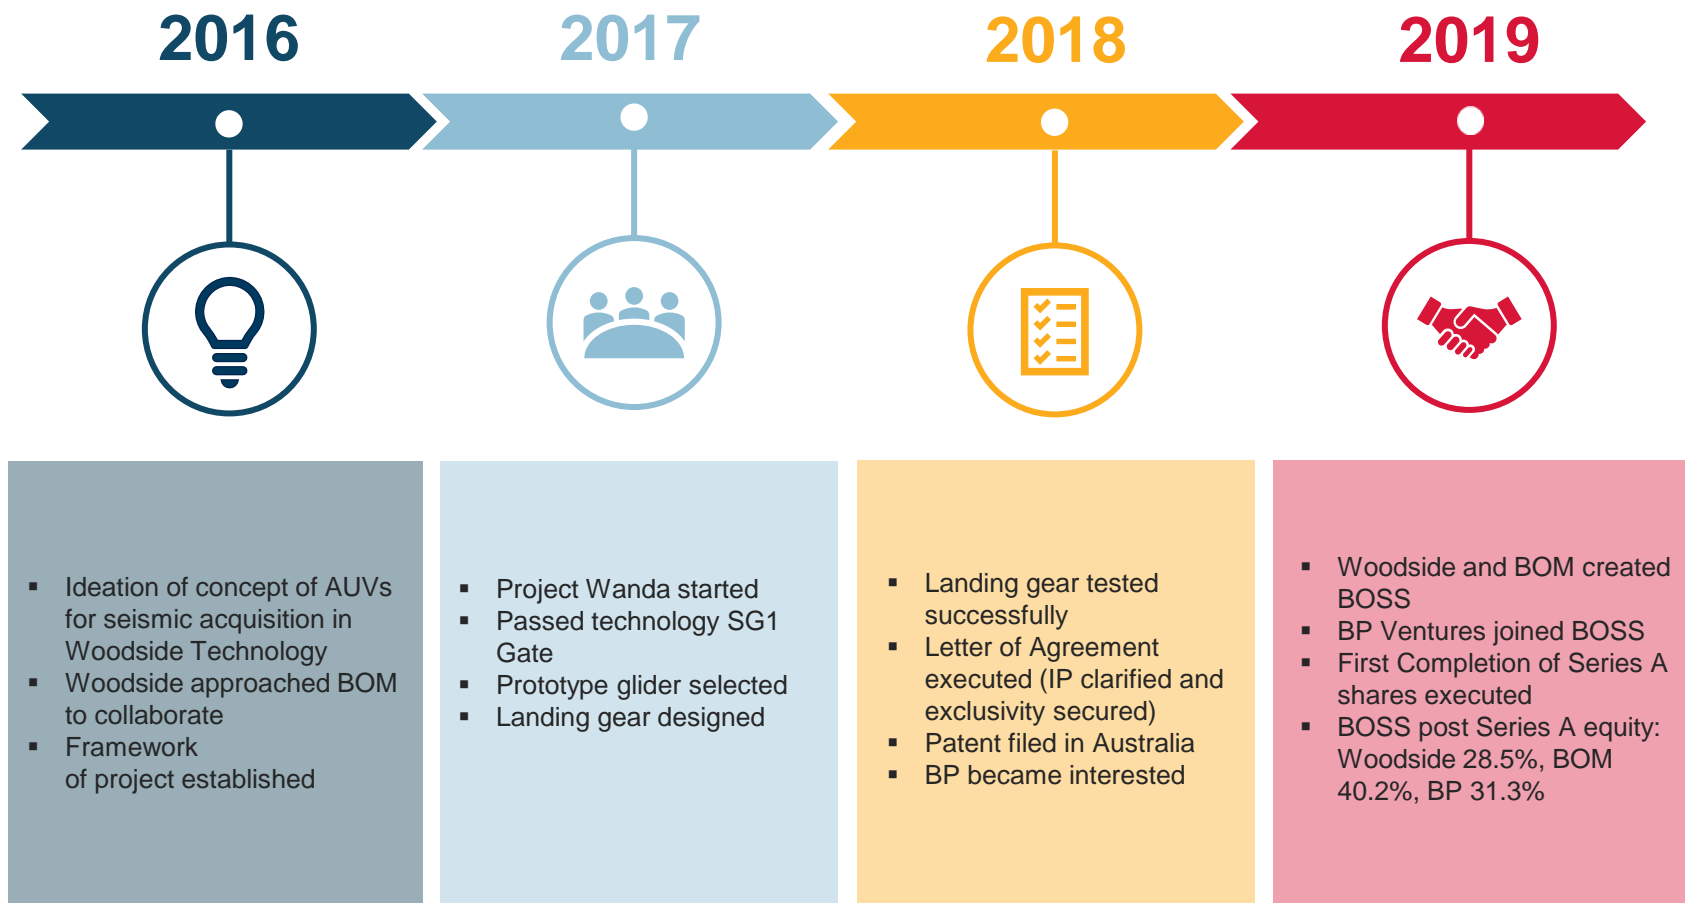 2016
2017
2018
2019
▪ Ideation of concept of AUVs
for seismic acquisition in
Woodside Technology
▪ Woodside approached BOM
to collaborate
▪ Framework
of project established
▪ Project Wanda started
▪ Passed technology SG1
Gate
▪ Prototype glider selected
▪ Landing gear designed
▪ Landing gear tested
successfully
▪ Letter of Agreement
executed (IP clarified and
exclusivity secured)
▪ Patent filed in Australia
▪ BP became interested
▪ Woodside and BOM created
BOSS
▪ BP Ventures joined BOSS
▪ First Completion of Series A
shares executed
▪ BOSS post Series A equity:
Woodside 28.5%, BOM
40.2%, BP 31.3%